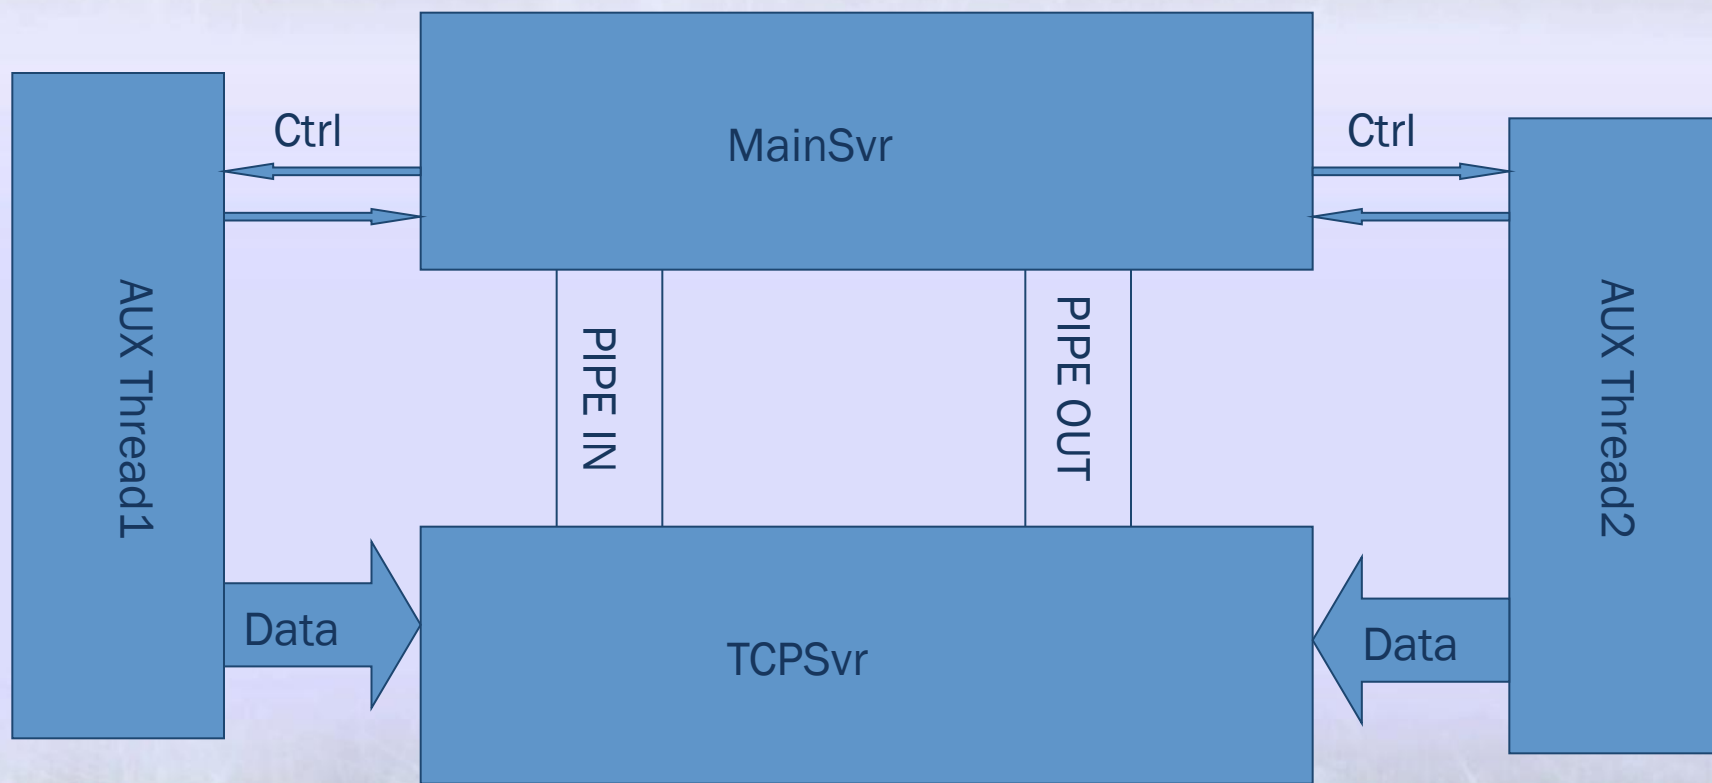 Ctrl
MainSvr
Ctrl
AUX Thread1
PIPE IN
PIPE OUT
AUX Thread2
Data
TCPSvr
Data